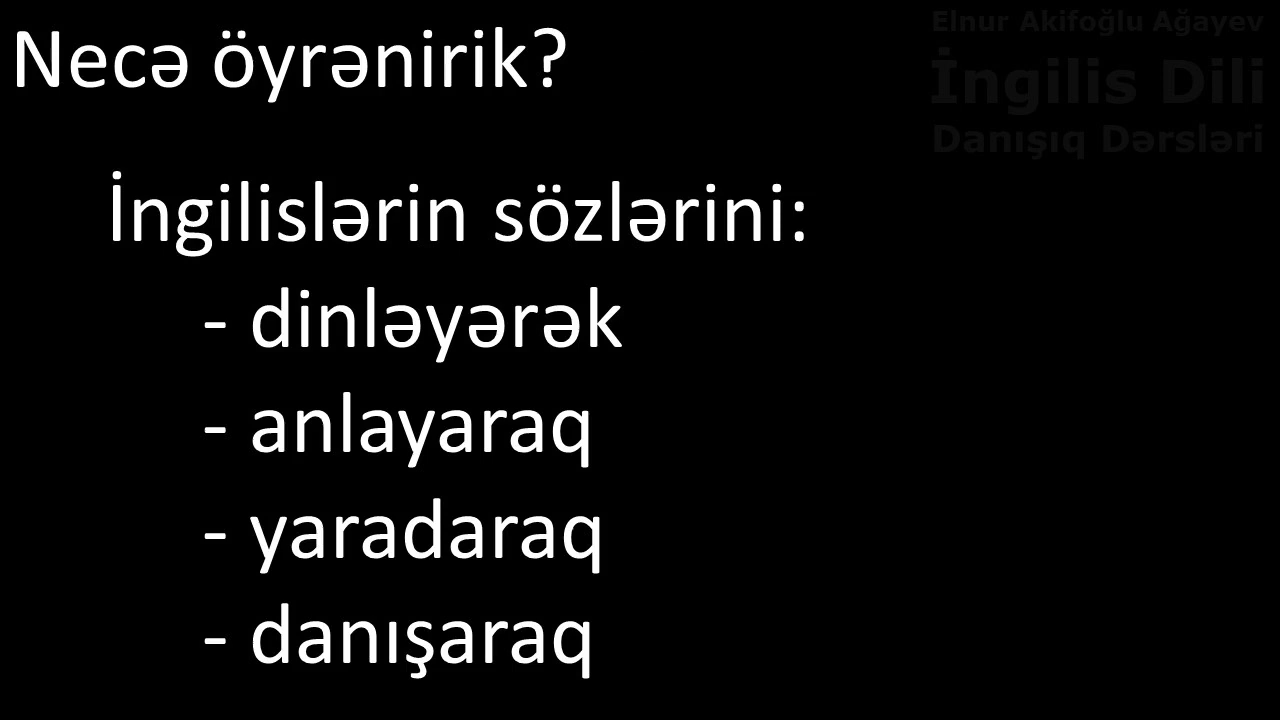 Necə öyrənirik?
Elnur Akifoğlu Ağayev
İngilis Dili
Danışıq Dərsləri
İngilislərin sözlərini:
- dinləyərək
- anlayaraq
- yaradaraq
- danışaraq